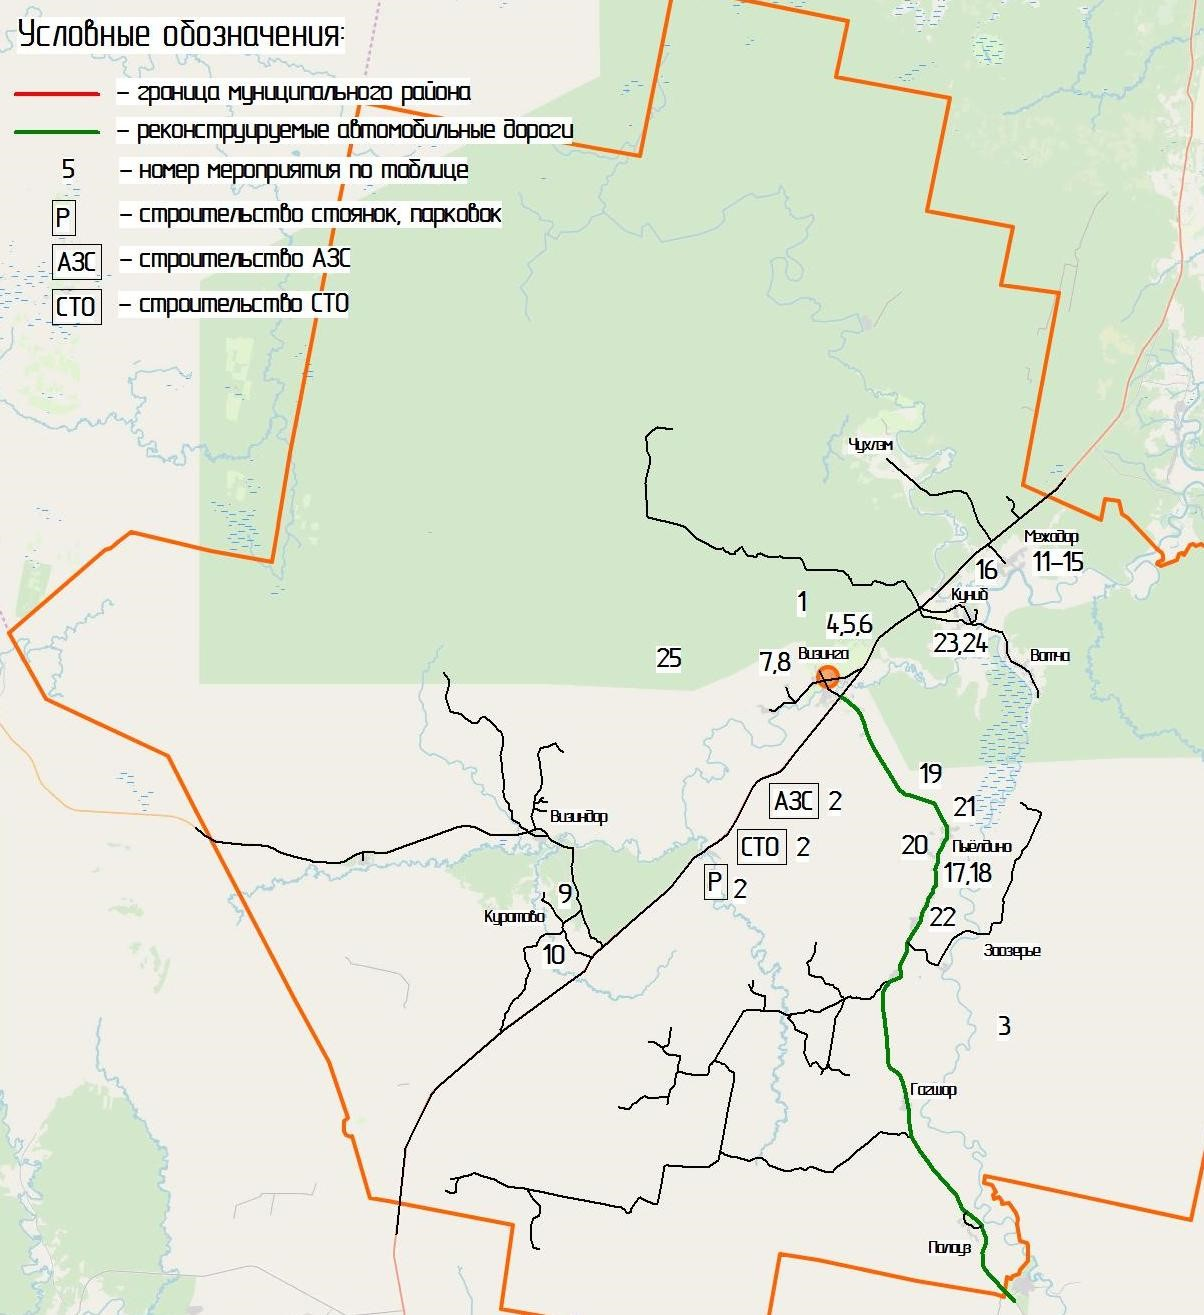 Условные обозначения:
– граница муниципального района
– реконструируемые автомобильные дороги
5 – номер мероприятия по таблице
Р – строительство стоянок, парковок
АЗС – строительство АЗС
СТО – строительство СТО
Чухлэм
Межадор
11–15
16
Куниб
1
4,5,6
23,24
Визинга
7,8
25
Вотча
19
АЗС 2
21
Визиндор
СТО 2
20
Пыёлдино
17,18
Р 2
9
Куратово
22
10
Заозерье
3
Гагшор
Палауз